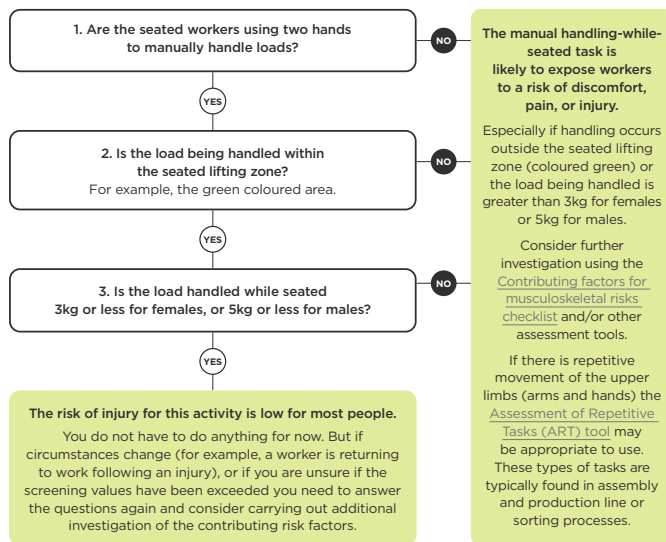 1. Are the seated workers using two hands
to manually handle loads?
NO
YES
2. Is the load being handled within
the seated lifting zone?
For example, the green coloured area.
NO
YES
3. Is the load handled while seated
3kg or less for females, or 5kg or less for males?
NO
YES
The risk of injury for this activity is low for most people.
You do not have to do anything for now. But if
circumstances change (for example, a worker is returning
to work following an injury), or if you are unsure if the
screening values have been exceeded you need to answer
the questions again and consider carrying out additional
investigation of the contributing risk factors.
The manual handling-while-
seated task is
likely to expose workers
to a risk of discomfort,
pain, or injury.
Especially if handling occurs
outside the seated lifting
zone (coloured green) or
the load being handled is
greater than 3kg for females
or 5kg for males.
Consider further
investigation using the
Contributing factors for
musculoskeletal risks
checklist and/or other
assessment tools.
If there is repetitive
movement of the upper
limbs (arms and hands) the
Assessment of Repetitive
Tasks (ART) tool may
be appropriate to use.
These types of tasks are
typically found in assembly
and production line or
sorting processes.